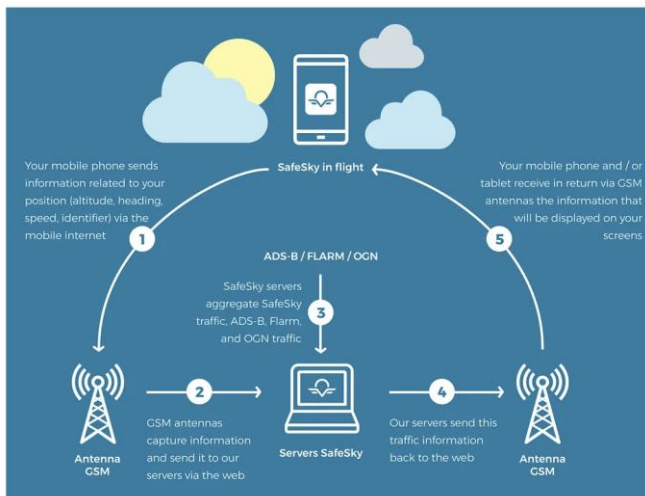 Your mobile phone sends
information related to your
position (altitude, heading,
speed, identifier) via the
mobile internet
SafeSky in flight
Your mobile phone and / or
tablet receive in return via GSM
antennas the information that
will be displayed on your
screens
1
5
ADS-B / FLARM / OGN
SafeSky servers
aggregate SafeSky
traffic, ADS-B, Flarm,
and OGN traffic
3
2
4
GSM antennas
capture information
and send it to our
servers via the web
Our servers send this
traffic information
back to the web
Antenna
GSM
Servers SafeSky
Antenna
GSM